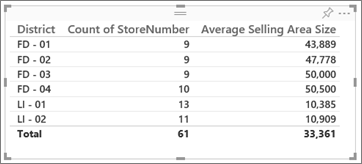 District Count of StoreNumber Average Selling Area Size
FD - 01 9 43,889
FD - 02 9 47,778
FD - 03 9 50,000
FD - 04 10 50,500
LI - 01 13 10,385
LI - 02 11 10,909
Total 61 33,361